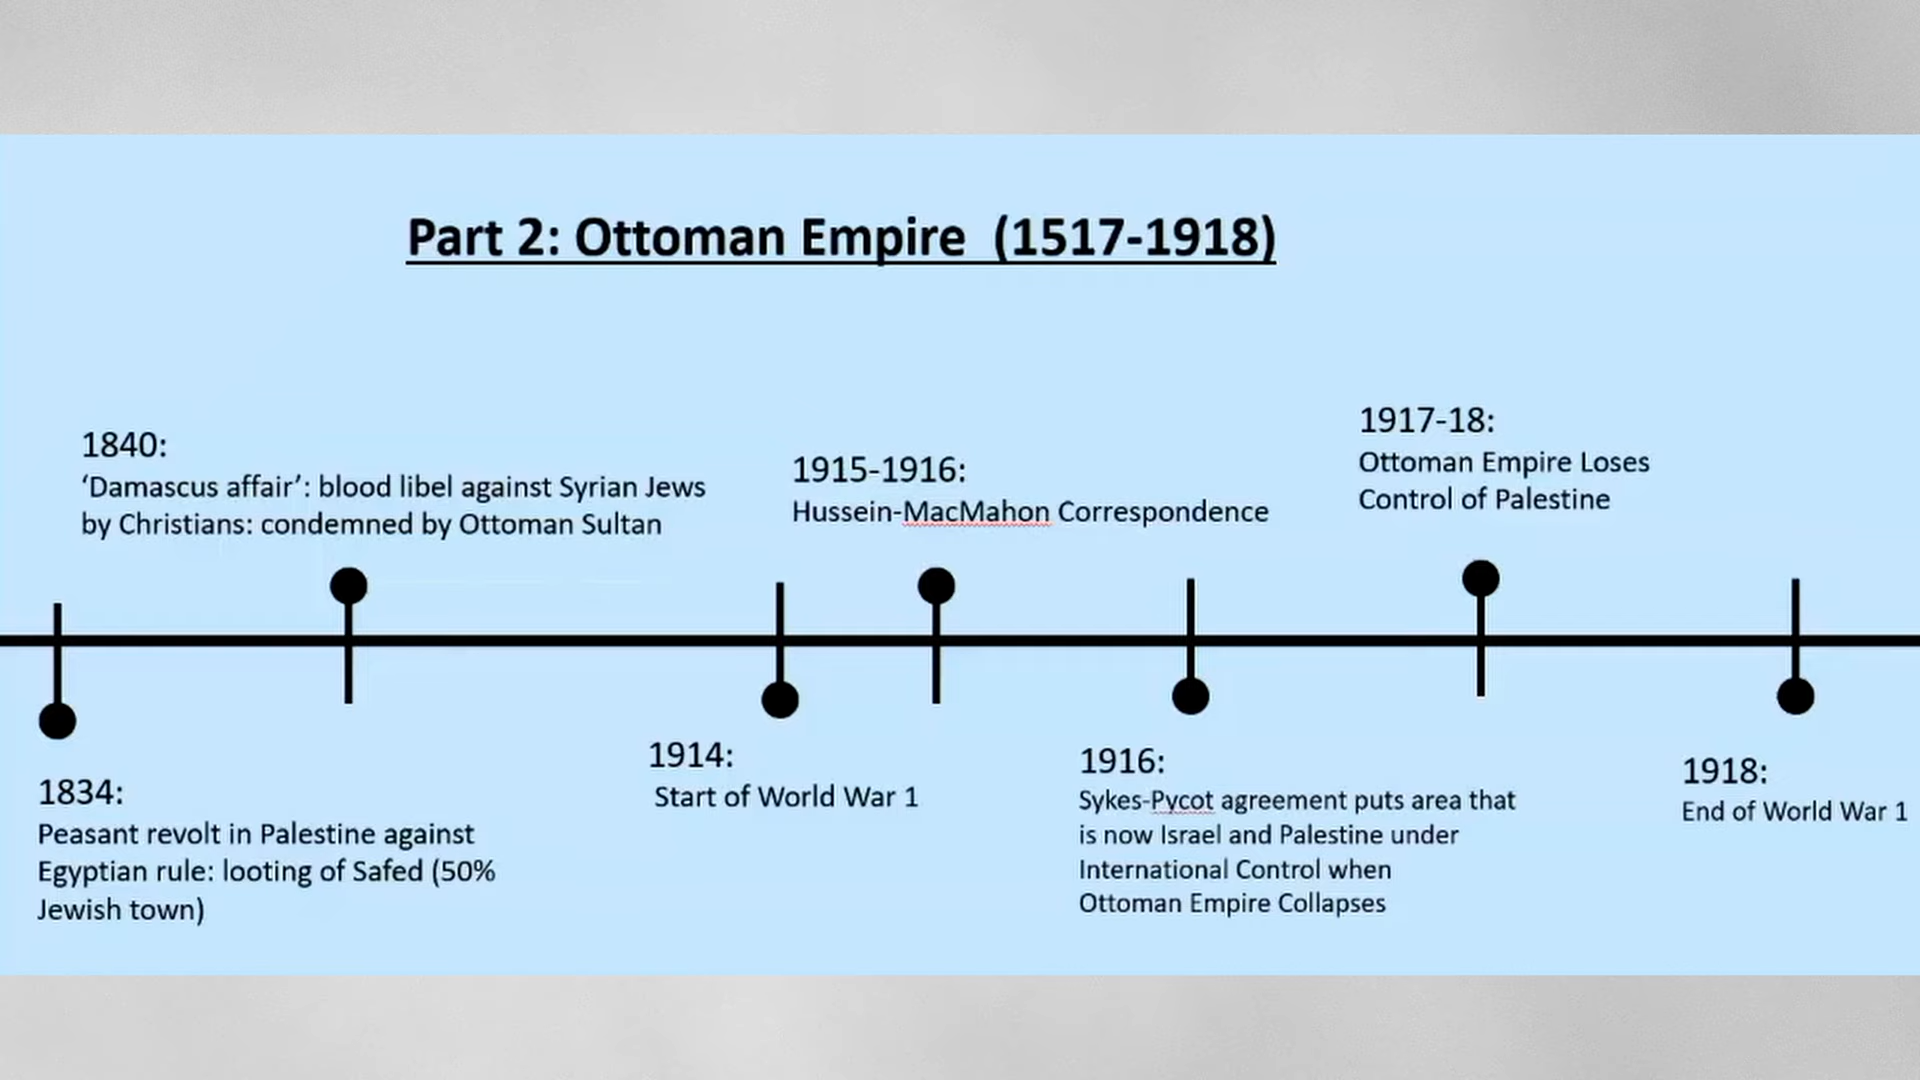 Part 2: Ottoman Empire (1517-1918)
1840:
‘Damascus affair’: blood libel against Syrian Jews
by Christians: condemned by Ottoman Sultan
1915-1916:
Hussein-MacMahon Correspondence
1917-18:
Ottoman Empire Loses
Control of Palestine
1834:
Peasant revolt in Palestine against
Egyptian rule: looting of Safed (50%
Jewish town)
1914:
Start of World War 1
1916:
Sykes-Pycot agreement puts area that
is now Israel and Palestine under
International Control when
Ottoman Empire Collapses
1918:
End of World War 1